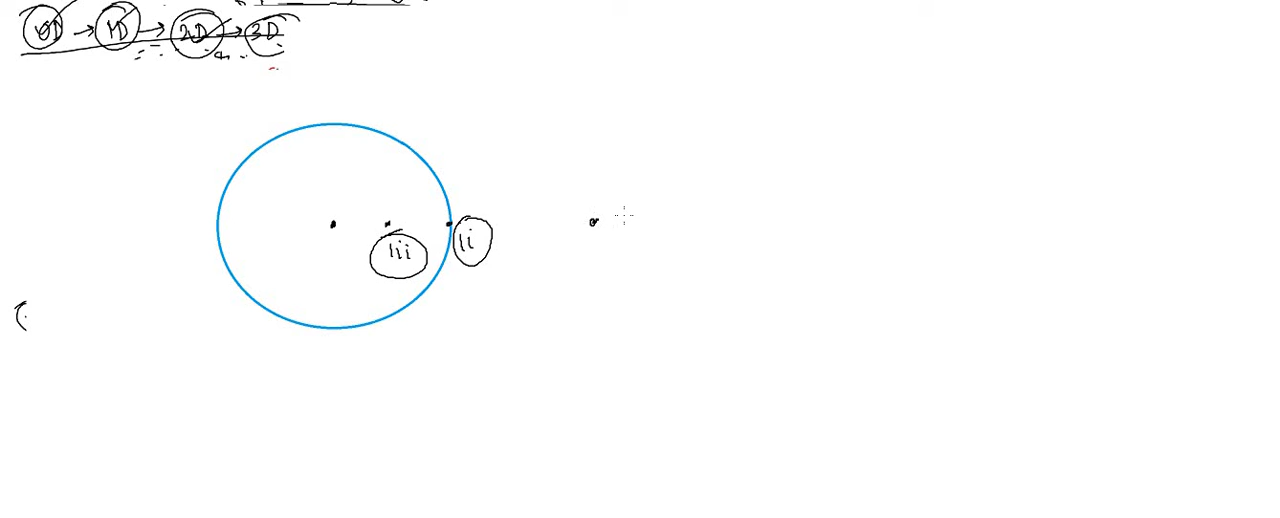 0D → 1D → 2D → 3D
iii ii
(